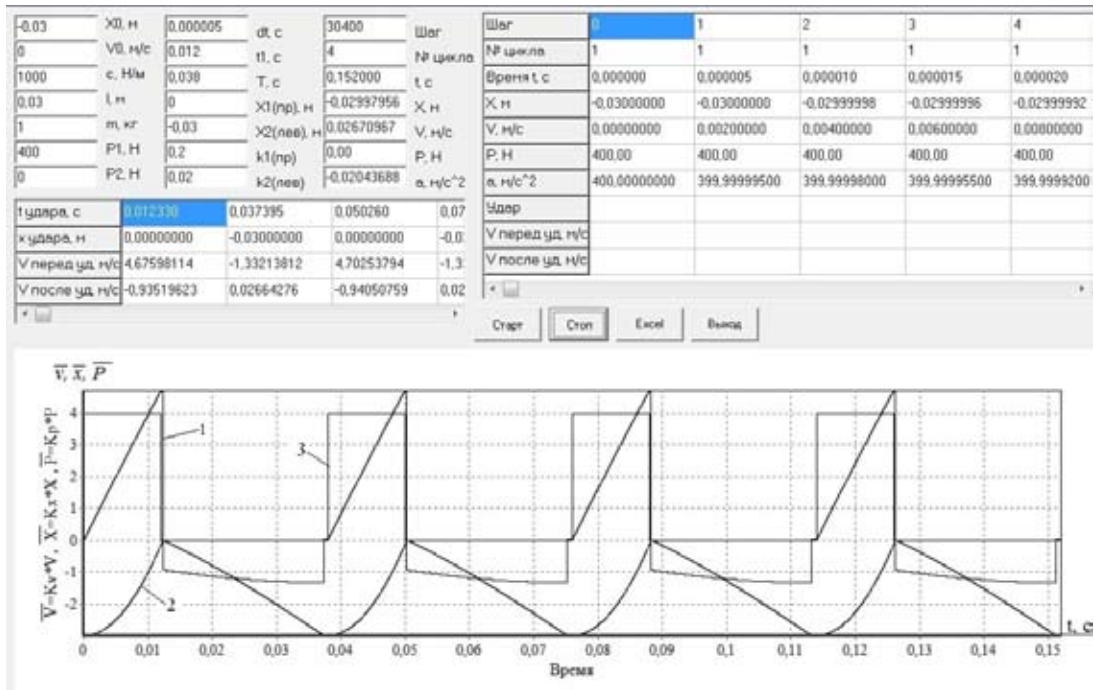 -0.03 X0, м 0.000005 dt, с 30400 Шаг
0 V0, м/с 0.012 t1, с 4 № цикла
1000 c, Н/м 0,038 T, с 0,152000 t, с
0,03 l, м 0 X1(пр), м -0,02997956 X, м
1 m, кг -0,03 X2(лев), м 0,02670967 V, м/с
400 P1, Н 0,2 k1(пр) 0,00 P, Н
0 P2, Н 0,02 k2(лев) -0,02043688 a, м/с^2
t удара, с 0,012330 0,037395 0,050260 0,07
x удара, м 0,00000000 -0,03000000 0,00000000 -0,0
V перед уд, м/с 4,67598114 -1,33213812 4,70253794 -1,3
V после уд, м/с -0,93519623 0,02664276 -0,94050759 0,02
Шаг 0 1 2 3 4
№ цикла 1 1 1 1 1
Время t, с 0,000000 0,000005 0,000010 0,000015 0,000020
X, м -0,03000000 -0,03000000 -0,02999998 -0,02999996 -0,02999992
V, м/с 0,00000000 0,00200000 0,00400000 0,00600000 0,00800000
P, Н 400,00 400,00 400,00 400,00 400,00
a, м/с^2 400,00000000 399,99999500 399,99998000 399,99995500 399,9999200
Удар
V перед уд, м/с
V после уд, м/с
Старт Стоп Excel Выход
v, x, P
V=Kv*V, X=Kx*X, P=Kp*P
4
3
2
1
0
-1
-2
1
2
3
0 0,01 0,02 0,03 0,04 0,05 0,06 0,07 0,08 0,09 0,1 0,11 0,12 0,13 0,14 0,15
t, с
Время